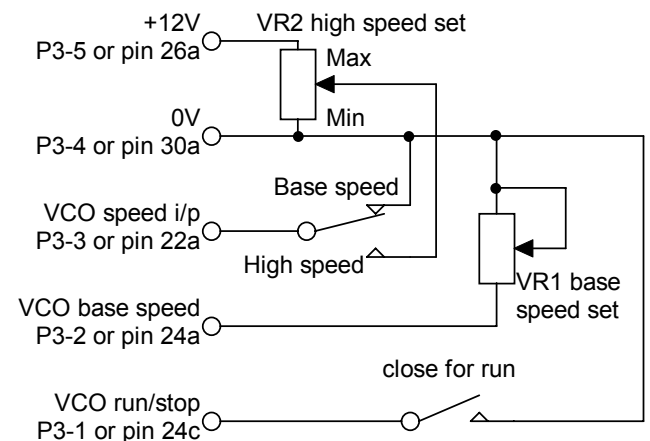 +12V
P3-5 or pin 26a
VR2 high speed set
Max
Min
0V
P3-4 or pin 30a
Base speed
VCO speed i/p
P3-3 or pin 22a
High speed
VR1 base
speed set
VCO base speed
P3-2 or pin 24a
close for run
VCO run/stop
P3-1 or pin 24c